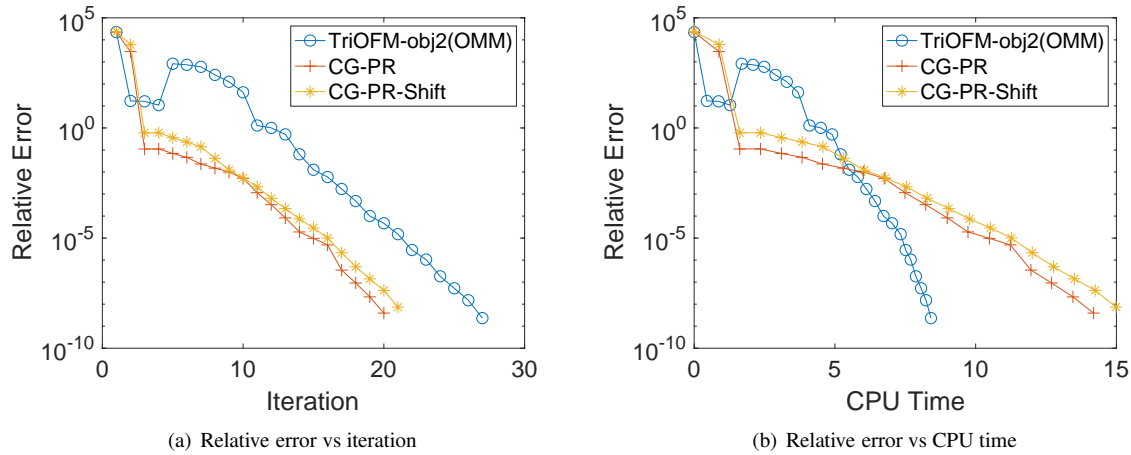 10^5
10^0
10^-5
10^-10
Relative Error
0
10
20
30
Iteration
TriOFM-obj2(OMM)
CG-PR
CG-PR-Shift
(a) Relative error vs iteration
10^5
10^0
10^-5
10^-10
Relative Error
0
5
10
15
CPU Time
TriOFM-obj2(OMM)
CG-PR
CG-PR-Shift
(b) Relative error vs CPU time